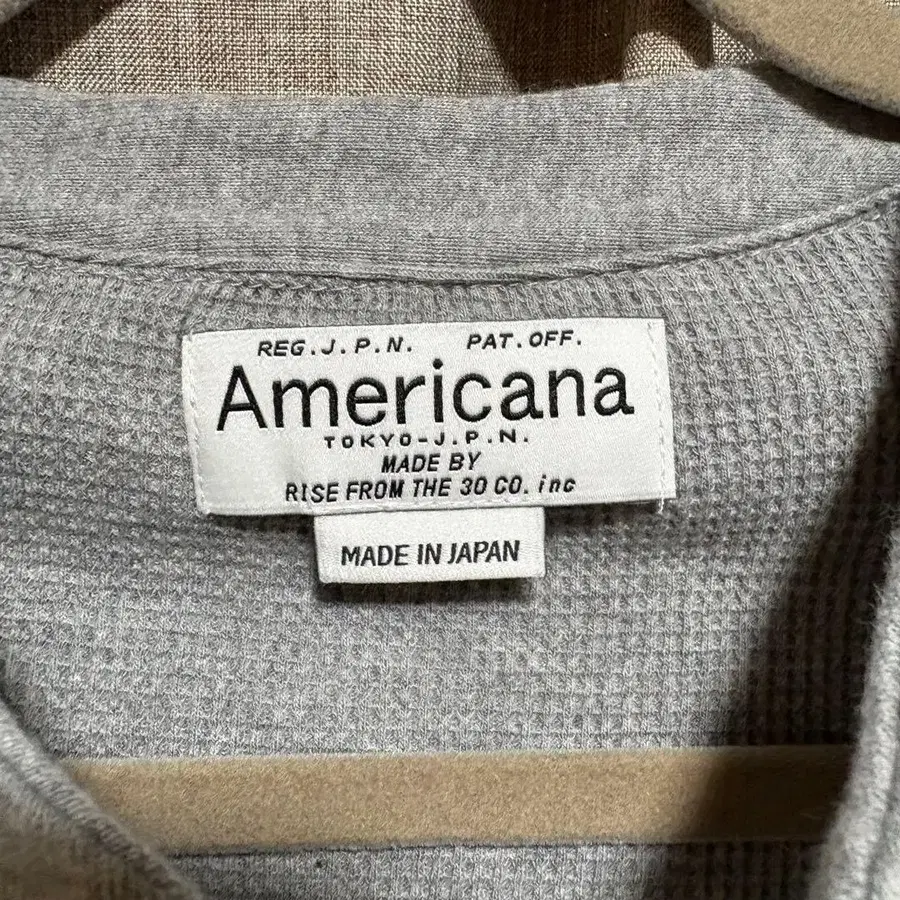 REG.J.P.N. PAT.OFF.
Americana
TOKYO-J.P.N.
MADE BY
RISE FROM THE 30 CO. inc
MADE IN JAPAN